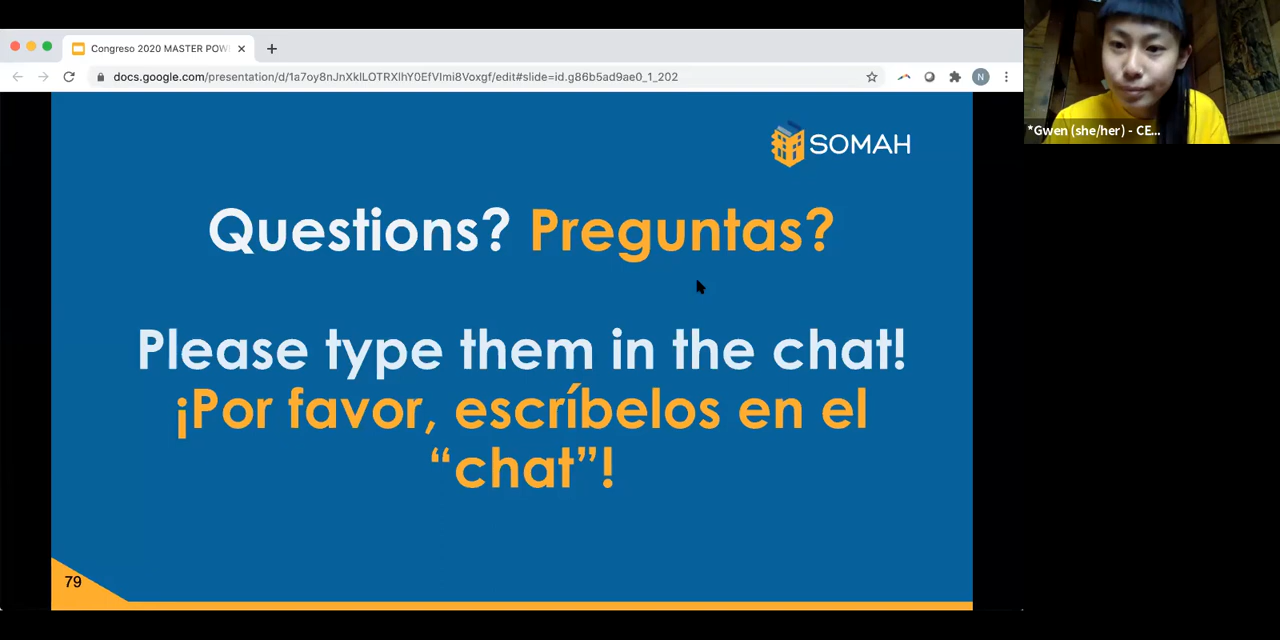 Congreso 2020 MASTER POW
docs.google.com/presentation/d/1a7oy8nJnXklLOTRXlhY0EfVlmi8Voxgf/edit#slide=id.g86b5ad9ae0_1_202
N
*Gwen (she/her) - CE...
SOMAH
Questions? Preguntas?
Please type them in the chat!
¡Por favor, escríbelos en el
“chat”!
79